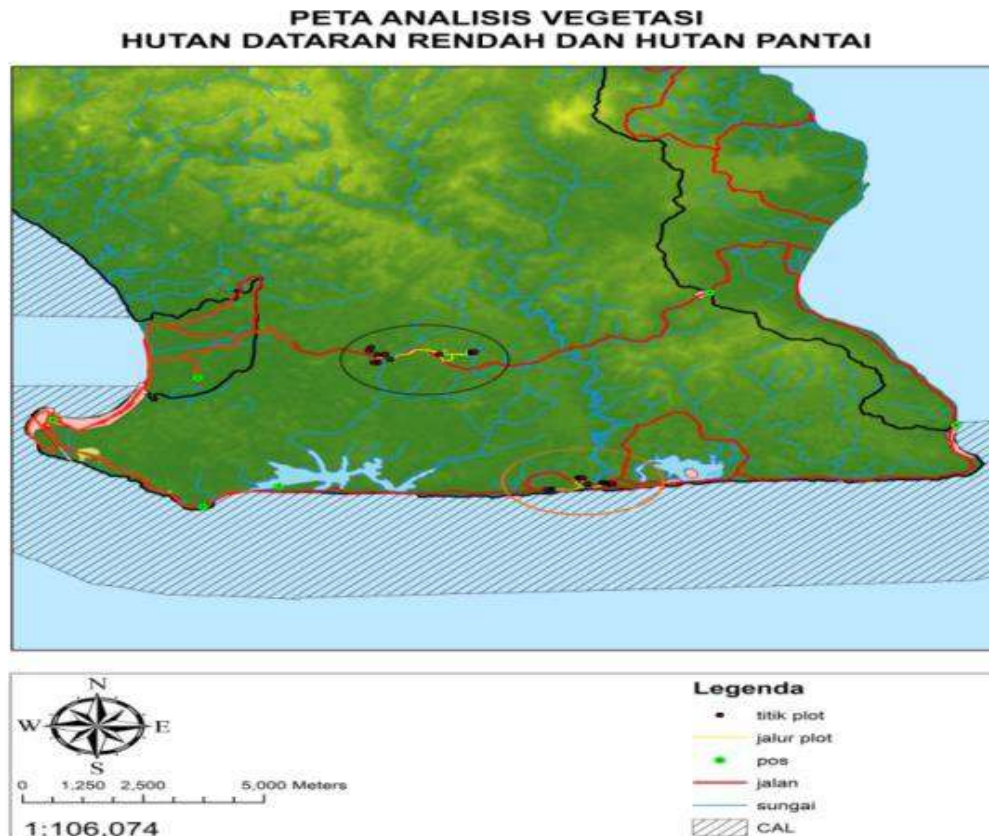 PETA ANALISIS VEGETASI
HUTAN DATARAN RENDAH DAN HUTAN PANTAI
N
W E
S
0 1.250 2,500 5,000 Meters
1:106,074
Legenda
titik plot
jalur plot
pos
jalan
sungai
CAL